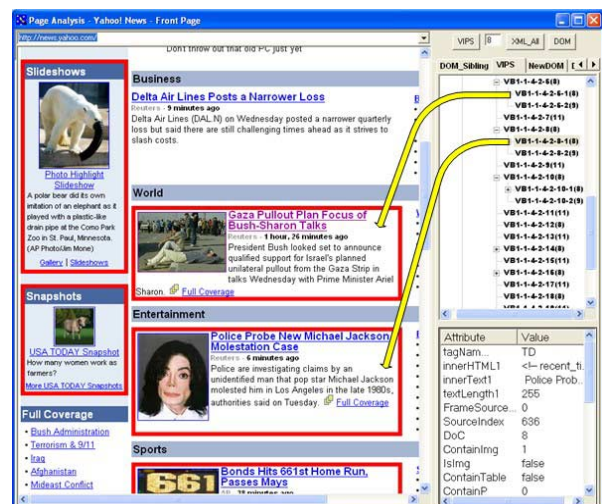 Page Analysis - Yahoo! News - Front Page
http://news.yahoo.com/
VIPS 8 XML_All DOM
Don't throw out that old PC just yet
Slideshows
Photo Highlight
Slideshow
A polar bear did its own
imitation of an elephant as it
played with a plastic-like
drain pipe at the Como Park
Zoo in St. Paul, Minnesota.
(AP Photo/Jim Mone)
Gallery | Slideshows
Snapshots
USA TODAY Snapshot
How many women work as
farmers?
More USA TODAY Snapshots
Full Coverage
• Bush Administration
• Terrorism & 9/11
• Iraq
• Afghanistan
• Mideast Conflict
Business
Delta Air Lines Posts a Narrower Loss
Reuters - 9 minutes ago
Delta Air Lines (DAL.N) on Wednesday posted a narrower quarterly
loss but said there are still challenging times ahead as it strives to
slash costs.
World
Gaza Pullout Plan Focus of
Bush-Sharon Talks
Reuters - 1 hour, 26 minutes ago
President Bush looked set to announce
qualified support for Israel's planned
unilateral pullout from the Gaza Strip in
talks Wednesday with Prime Minister Ariel
Sharon. Full Coverage
Entertainment
Police Probe New Michael Jackson
Molestation Case
Reuters - 6 minutes ago
Police are investigating claims by an
unidentified man that pop star Michael Jackson
molested him in Los Angeles in the late 1980s,
authorities said on Tuesday. Full Coverage
Sports
661
Bonds Hits 661st Home Run,
Passes Mays
DOM_Sibling VIPS NewDOM
VB1-1-4-2-6(8)
VB1-1-4-2-6-1(8)
VB1-1-4-2-6-2(9)
VB1-1-4-2-7(11)
VB1-1-4-2-8(8)
VB1-1-4-2-8-1(8)
VB1-1-4-2-8-2(9)
VB1-1-4-2-9(11)
VB1-1-4-2-10(8)
VB1-1-4-2-10-1(8)
VB1-1-4-2-10-2(9)
VB1-1-4-2-11(11)
VB1-1-4-2-12(8)
VB1-1-4-2-13(11)
VB1-1-4-2-14(8)
VB1-1-4-2-15(11)
VB1-1-4-2-16(8)
VB1-1-4-2-17(11)
VB1-1-4-2-18(8)
Attribute Value
tagNam... TD
innerHTML1 <!-- recent_ti...
innerText1 Police Prob...
textLength1 255
FrameSource... 0
SourceIndex 636
DoC 8
ContainImg 1
IsImg false
ContainTable false
ContainP 0